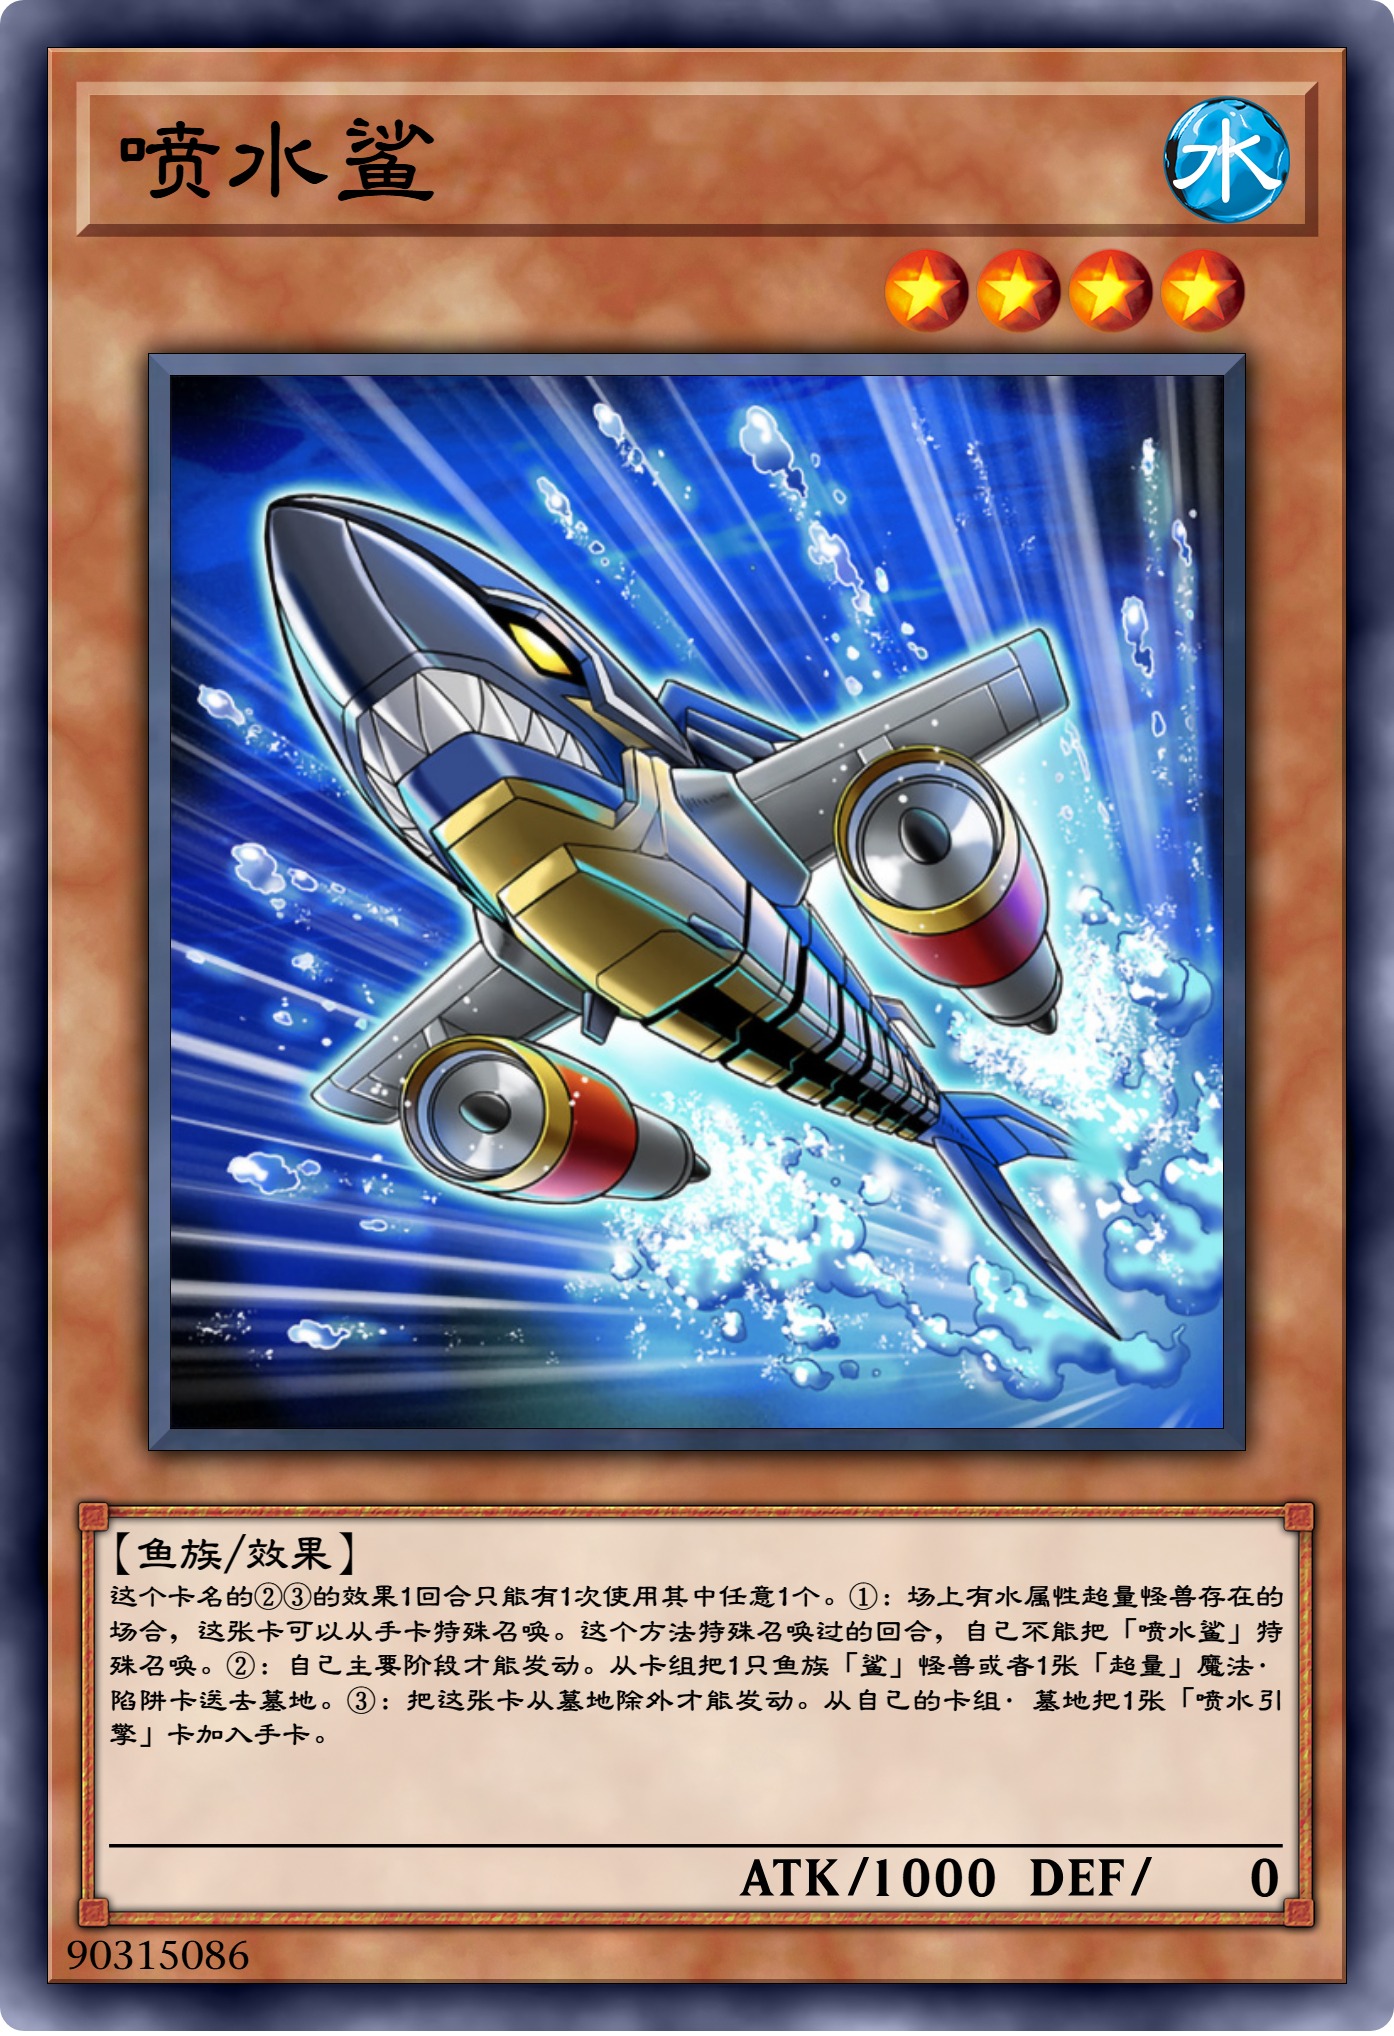 喷水鲨
水
【鱼族/效果】
这个卡名的②③的效果1回合只能有1次使用其中任意1个。①：场上有水属性超量怪兽存在的
场合，这张卡可以从手卡特殊召唤。这个方法特殊召唤过的回合，自己不能把「喷水鲨」特
殊召唤。②：自己主要阶段才能发动。从卡组把1只鱼族「鲨」怪兽或者1张「超量」魔法·
陷阱卡送去墓地。③：把这张卡从墓地除外才能发动。从自己的卡组·墓地把1张「喷水引
擎」卡加入手卡。
ATK/1000 DEF/ 0
90315086